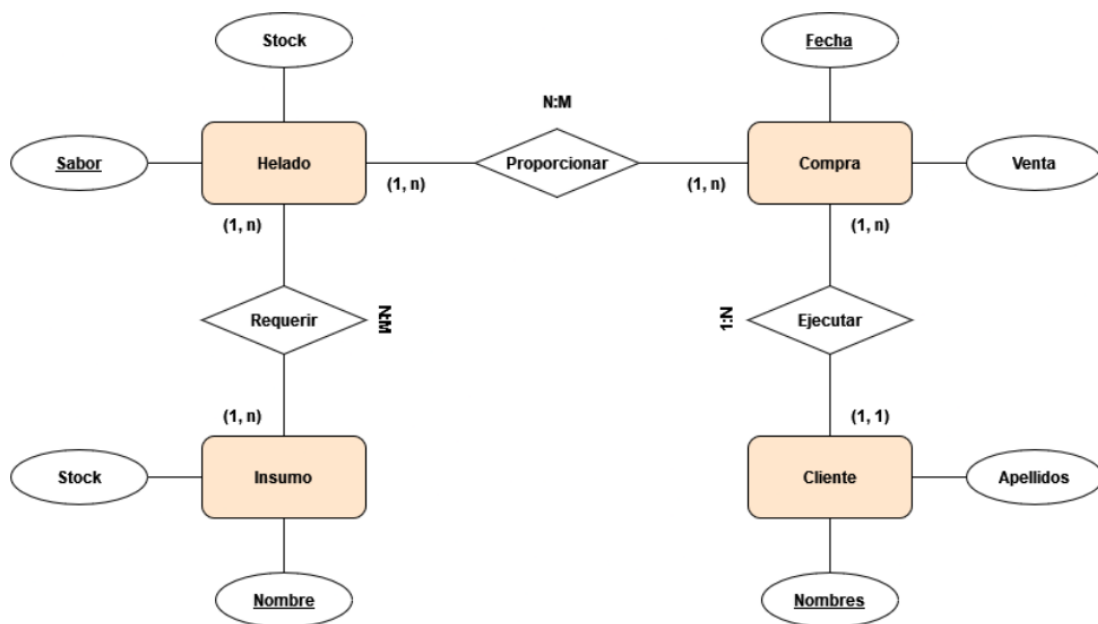 Stock
Fecha
N:M
Sabor
Helado
Proporcionar
Compra
Venta
(1, n)
(1, n)
(1, n)
(1, n)
Requerir
N:M
1:N
Ejecutar
(1, n)
(1, 1)
Stock
Insumo
Cliente
Apellidos
Nombre
Nombres